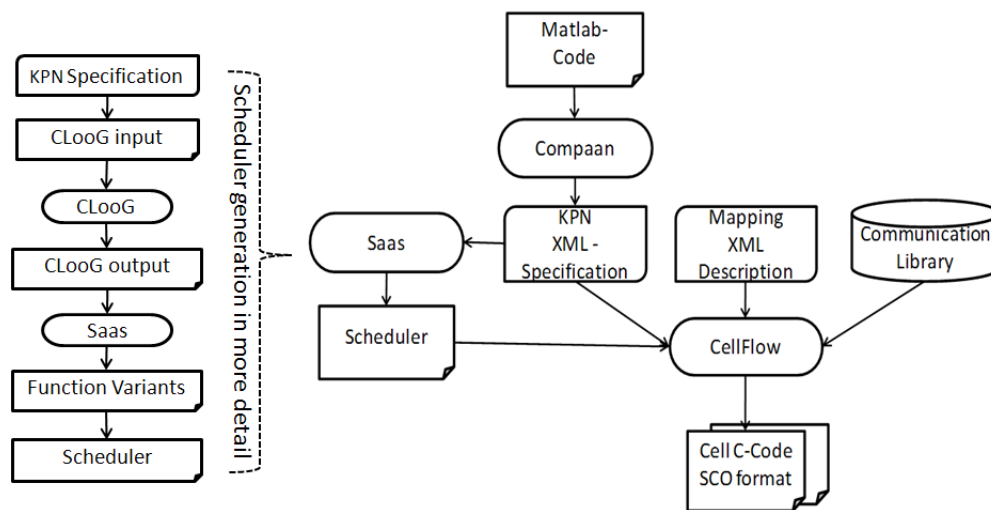 KPN Specification
CLooG input
CLooG
CLooG output
Saas
Function Variants
Scheduler
Scheduler generation in more detail
Matlab-
Code
Compaan
KPN
XML -
Specification
Mapping
XML
Description
Communication
Library
Saas
Scheduler
CellFlow
Cell C-Code
SCO format